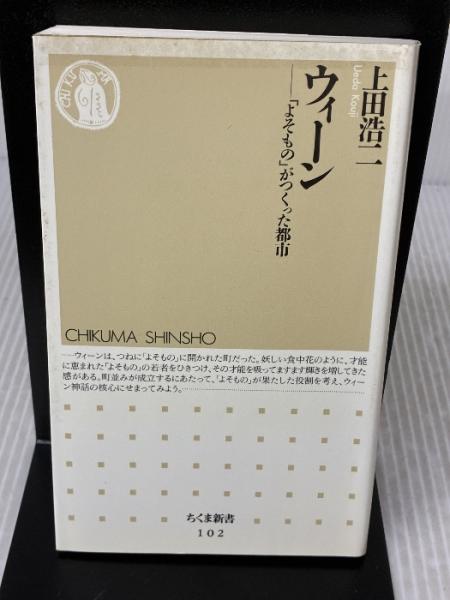 上田浩二
Ueda Kouji
ウィーン
──「よそもの」がつくった都市
CHIKUMA
CHIKUMA SHINSHO
──ウィーンは、つねに「よそもの」に開かれた町だった。妖しい食中花のように、才能
に恵まれた「よそもの」の若者をひきつけ、その才能を吸ってますます輝きを増してきた
感がある。町並みが成立するにあたって、「よそもの」が果たした役割を考え、ウィー
ン神話の核心にせまってみよう。……
ちくま新書
102